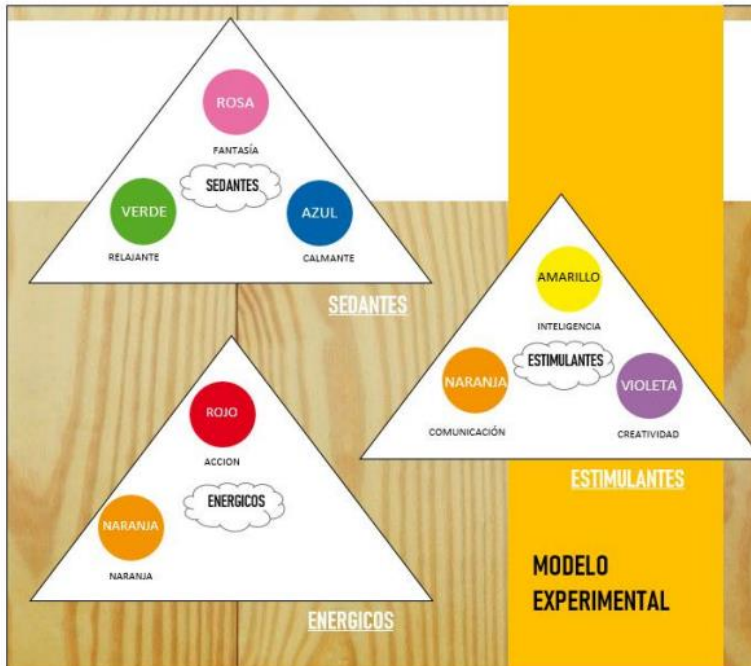 ROSA
FANTASÍA
SEDANTES
VERDE
AZUL
RELAJANTE
CALMANTE
SEDANTES
AMARILLO
INTELIGENCIA
ESTIMULANTES
NARANJA
VIOLETA
COMUNICACIÓN
CREATIVIDAD
ESTIMULANTES
ROJO
ACCION
ENERGICOS
NARANJA
NARANJA
ENERGICOS
MODELO
EXPERIMENTAL